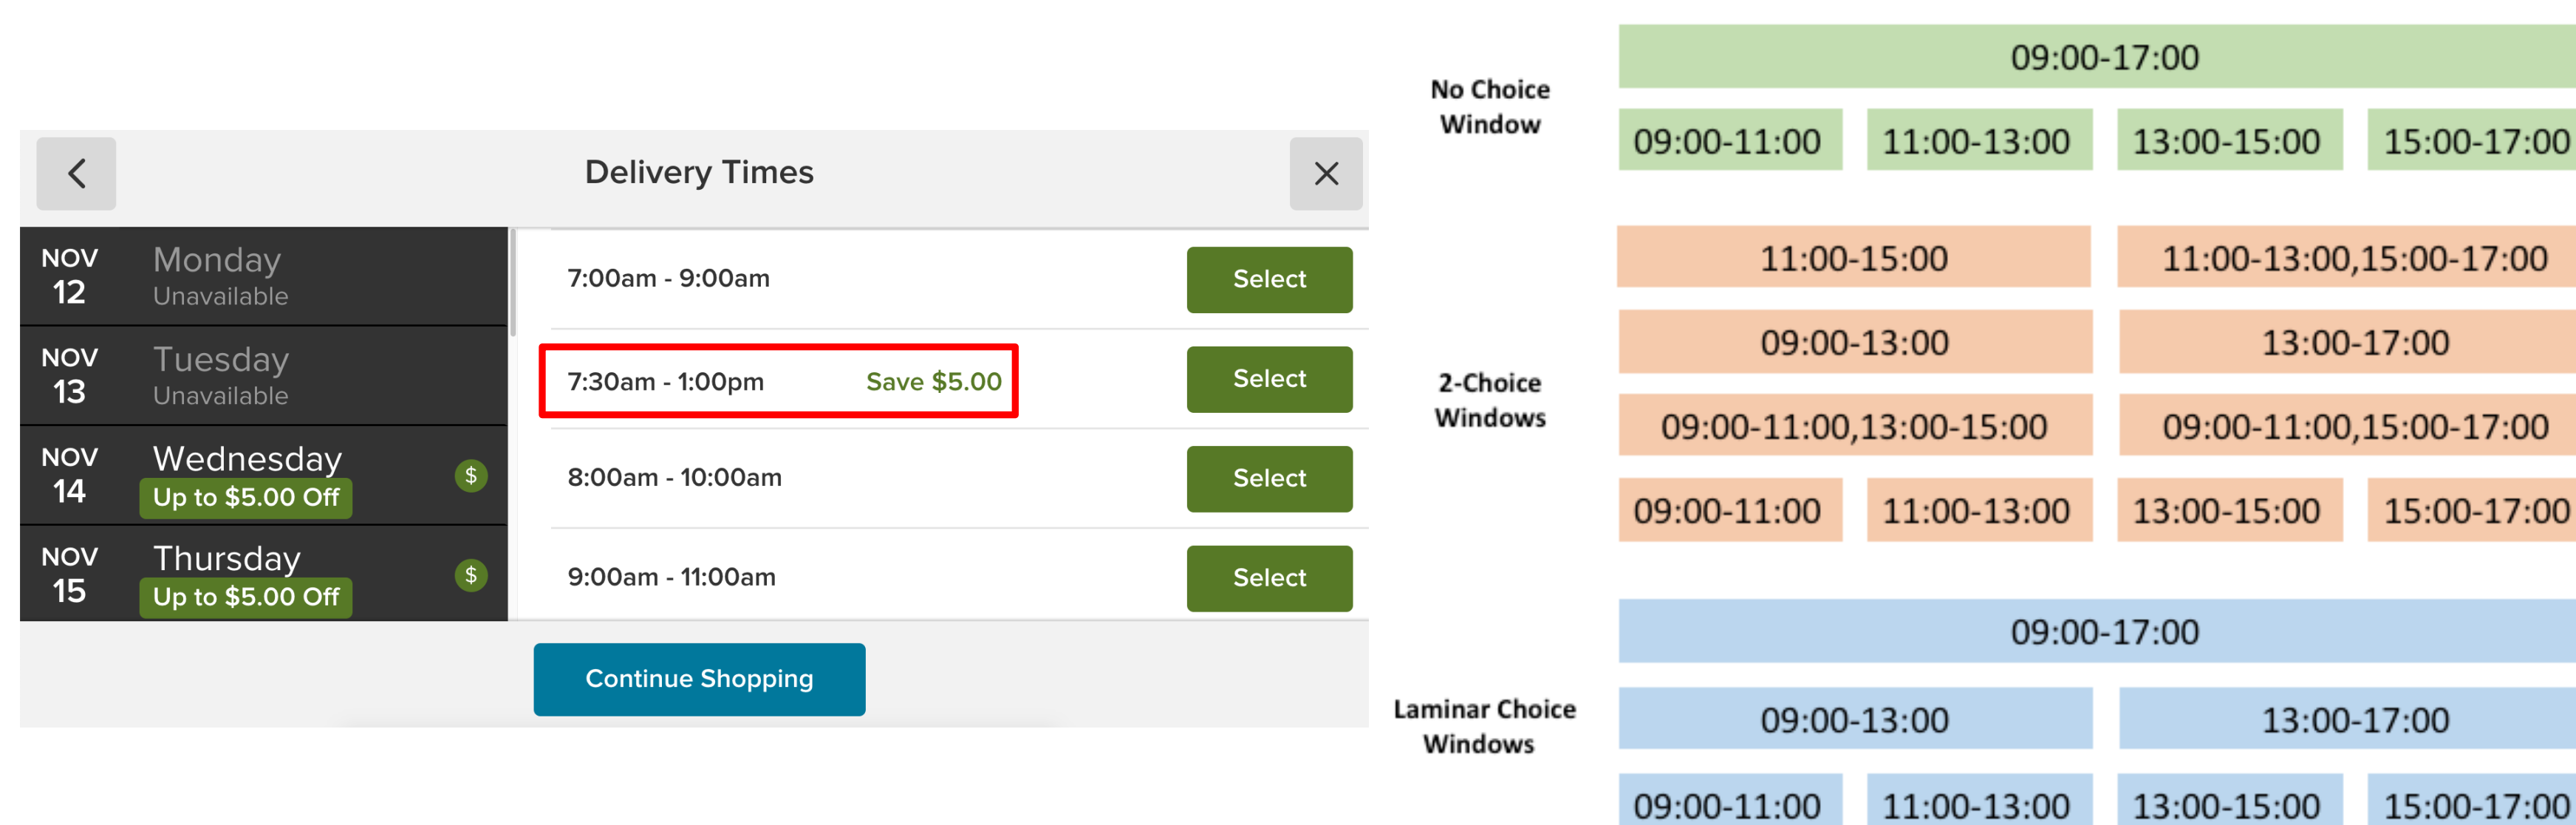 Delivery Times
NOV
12
Monday
Unavailable
NOV
13
Tuesday
Unavailable
NOV
14
Wednesday
Up to $5.00 Off
$
NOV
15
Thursday
Up to $5.00 Off
$
7:00am - 9:00am
Select
7:30am - 1:00pm
Save $5.00
Select
8:00am - 10:00am
Select
9:00am - 11:00am
Select
Continue Shopping
No Choice
Window
09:00-17:00
09:00-11:00
11:00-13:00
13:00-15:00
15:00-17:00
2-Choice
Windows
11:00-15:00
11:00-13:00,15:00-17:00
09:00-13:00
13:00-17:00
09:00-11:00,13:00-15:00
09:00-11:00,15:00-17:00
09:00-11:00
11:00-13:00
13:00-15:00
15:00-17:00
Laminar Choice
Windows
09:00-17:00
09:00-13:00
13:00-17:00
09:00-11:00
11:00-13:00
13:00-15:00
15:00-17:00